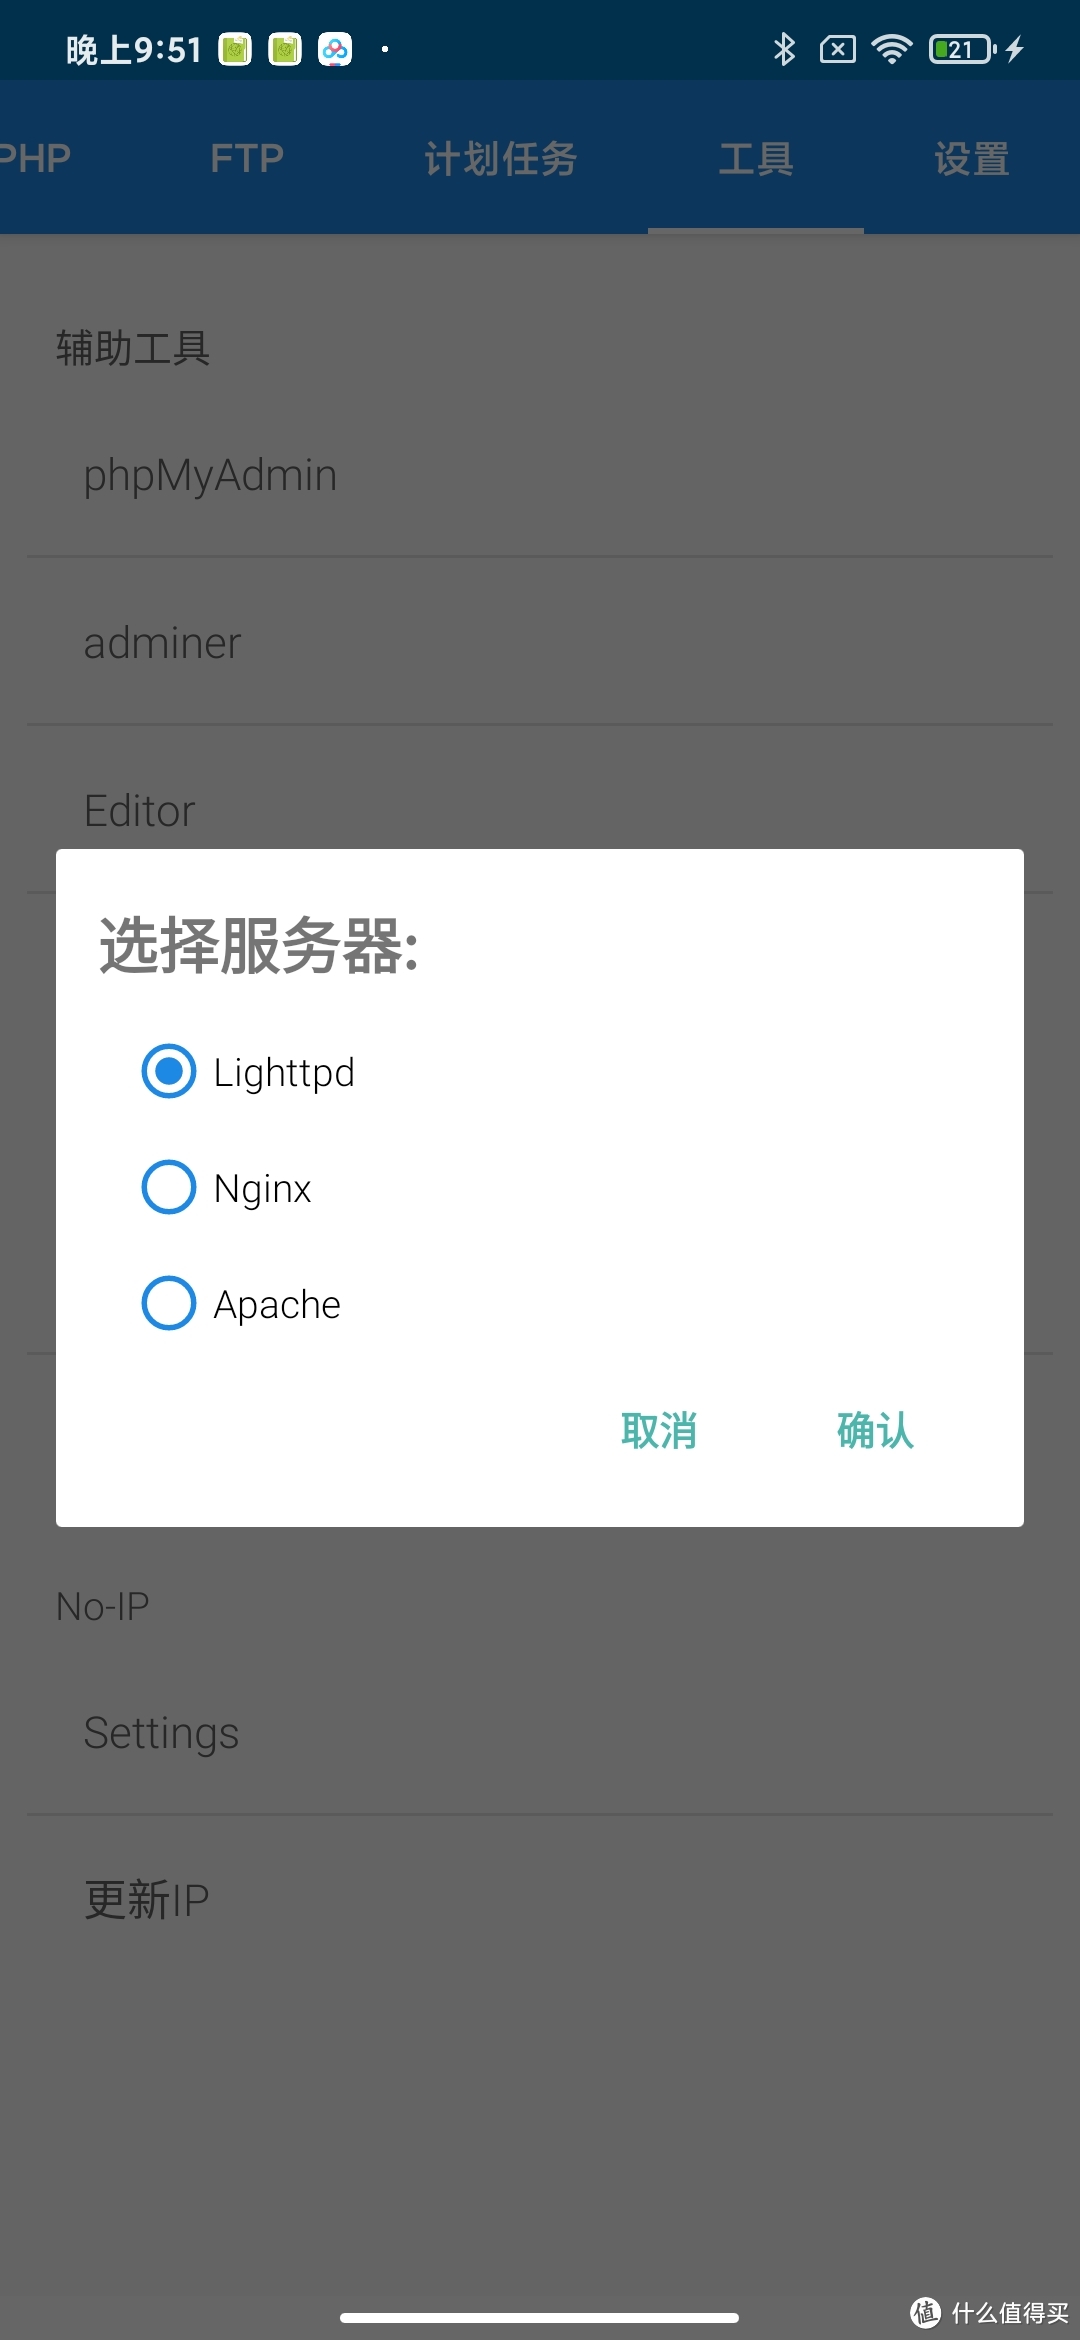 晚上9:51
21
PHP FTP 计划任务 工具 设置
辅助工具
phpMyAdmin
adminer
Editor
选择服务器:
Lighttpd
Nginx
Apache
取消 确认
No-IP
Settings
更新IP
值 什么值得买